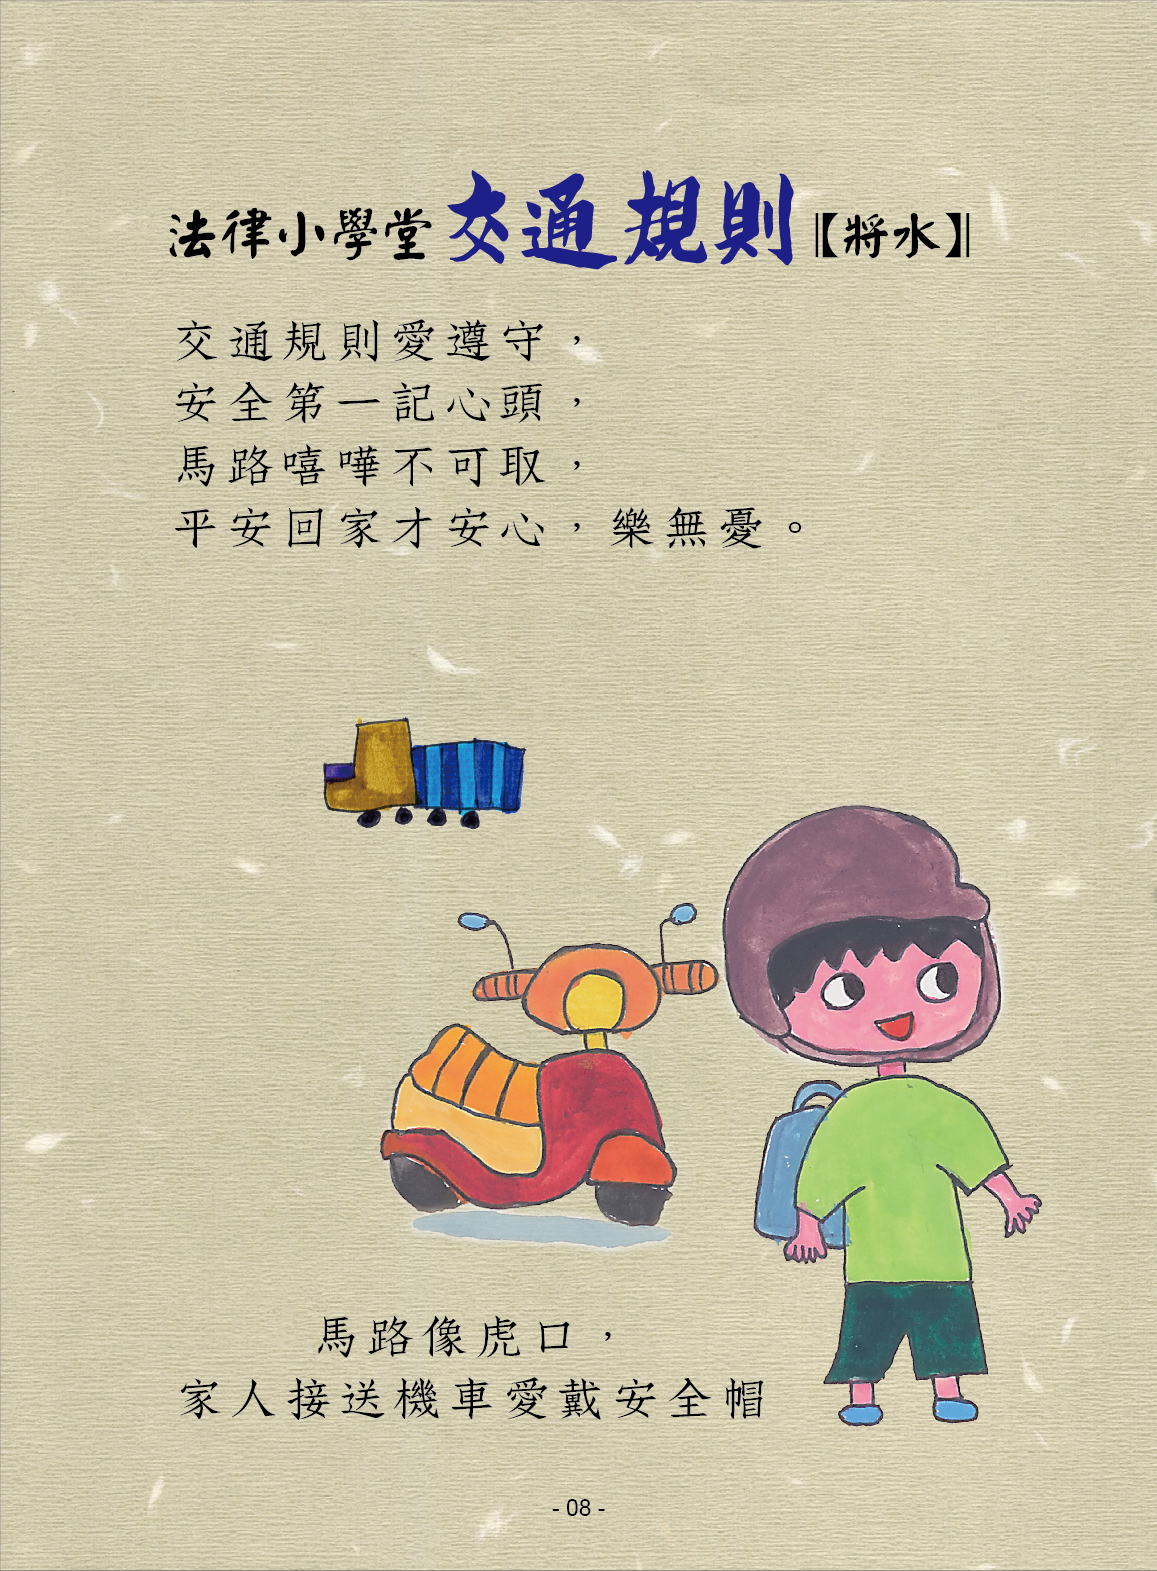 法律小學堂交通規則〖將水〗
交通規則愛遵守，
安全第一記心頭，
馬路嘻嘩不可取，
平安回家才安心，樂無憂。
馬路像虎口，
家人接送機車愛戴安全帽
- 08 -